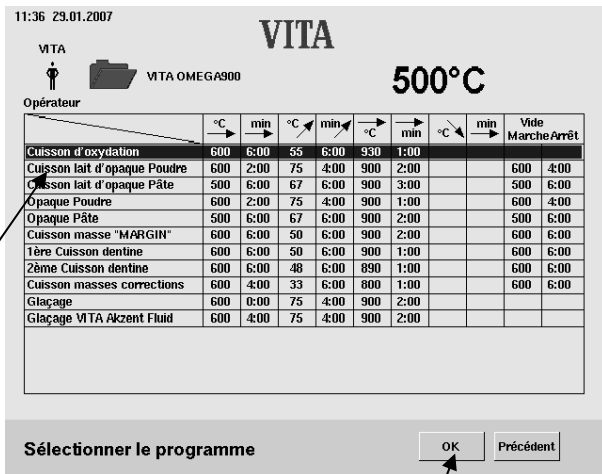 11:36 29.01.2007
VITA
VITA
VITA OMEGA900
500°C
Opérateur
°C min °C min °C min °C min Vide Marche Arrêt
Cuisson d'oxydation 600 6:00 55 6:00 930 1:00
Cuisson lait d'opaque Poudre 600 2:00 75 4:00 900 2:00 600 4:00
Cuisson lait d'opaque Pâte 500 6:00 67 6:00 900 3:00 500 6:00
Opaque Poudre 600 2:00 75 4:00 900 1:00 600 4:00
Opaque Pâte 500 6:00 67 6:00 900 2:00 500 6:00
Cuisson masse "MARGIN" 600 6:00 50 6:00 900 2:00 600 6:00
1ère Cuisson dentine 600 6:00 50 6:00 900 1:00 600 6:00
2ème Cuisson dentine 600 6:00 48 6:00 890 1:00 600 6:00
Cuisson masses corrections 600 4:00 33 6:00 800 1:00 600 6:00
Glaçage 600 0:00 75 4:00 900 2:00
Glaçage VITA Akzent Fluid 600 4:00 75 4:00 900 2:00
Sélectionner le programme
OK
Précédent